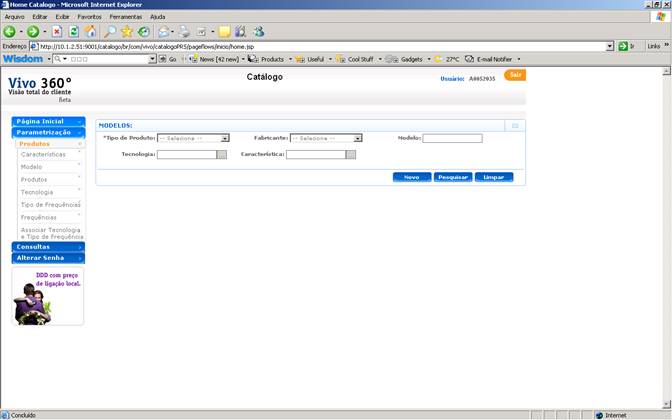 Home Catalogo - Microsoft Internet Explorer
Arquivo Editar Exibir Favoritos Ferramentas Ajuda
Endereço http://10.1.2.51:9001/catalogo/br/com/vivo/catalogoPRS/pageflows/inicio/home.jsp Ir Links »
Wisdom Go News [42 new] Products Useful Cool Stuff Gadgets 27°C E-mail Notifier
Vivo 360°
Visão total do cliente
Beta
Catálogo
Usuário: A0052035 Sair
Página Inicial
Parametrização
Produtos
Características
Modelo
Produtos
Tecnologia
Tipo de Frequências
Frequências
Associar Tecnologia
e Tipo de Frequência
Consultas
Alterar Senha
DDD com preço
de ligação local.
MODELOS:
*Tipo de Produto: -- Selecione -- Fabricante: -- Selecione -- Modelo:
Tecnologia: Característica:
Novo Pesquisar Limpar
Concluído Internet